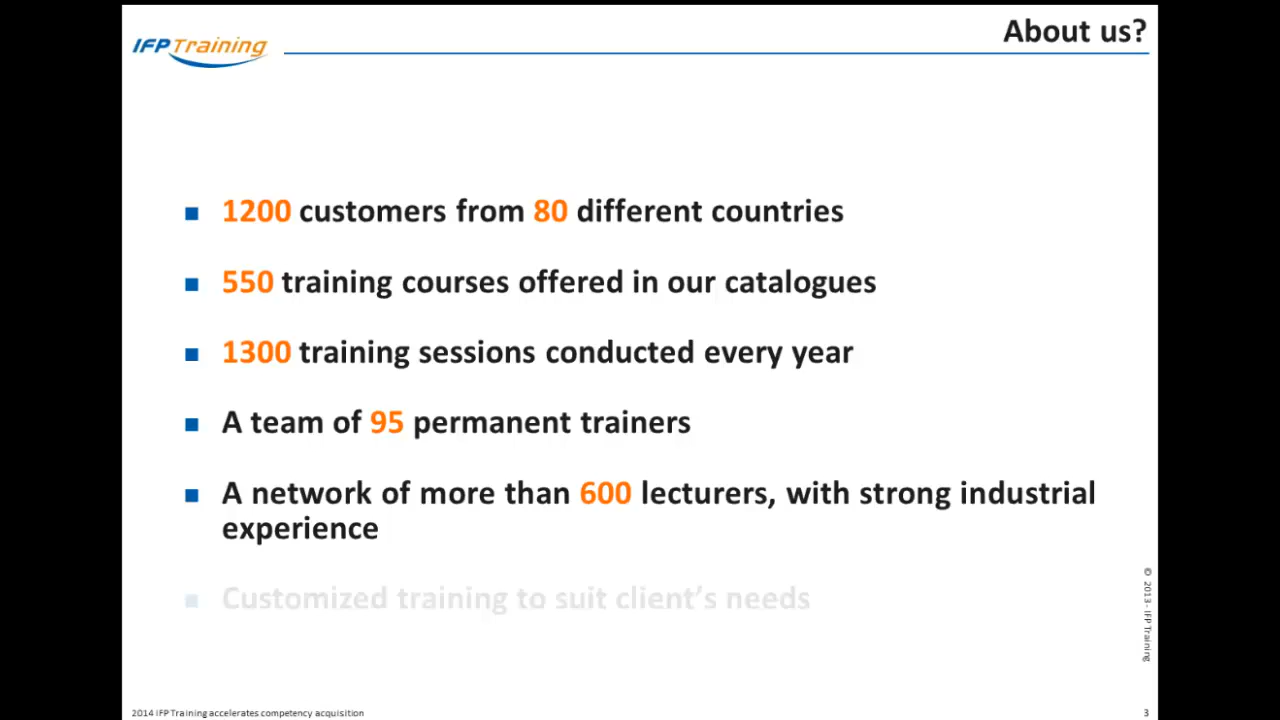 IFP Training
About us?
1200 customers from 80 different countries
550 training courses offered in our catalogues
1300 training sessions conducted every year
A team of 95 permanent trainers
A network of more than 600 lecturers, with strong industrial
experience
Customized training to suit client's needs
© 2013 - IFP Training
2014 IFP Training accelerates competency acquisition
3